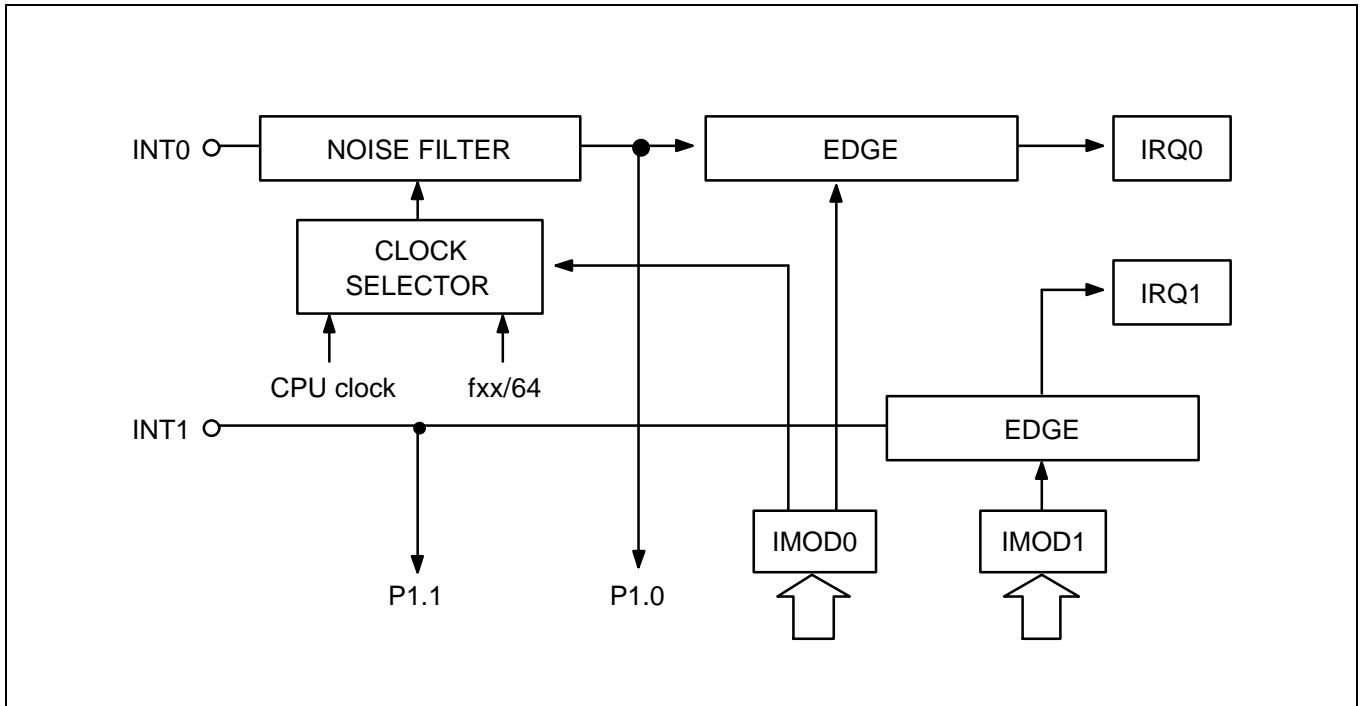 INT0
NOISE FILTER
EDGE
IRQ0
CLOCK
SELECTOR
IRQ1
CPU clock
fxx/64
INT1
EDGE
IMOD0
IMOD1
P1.1
P1.0